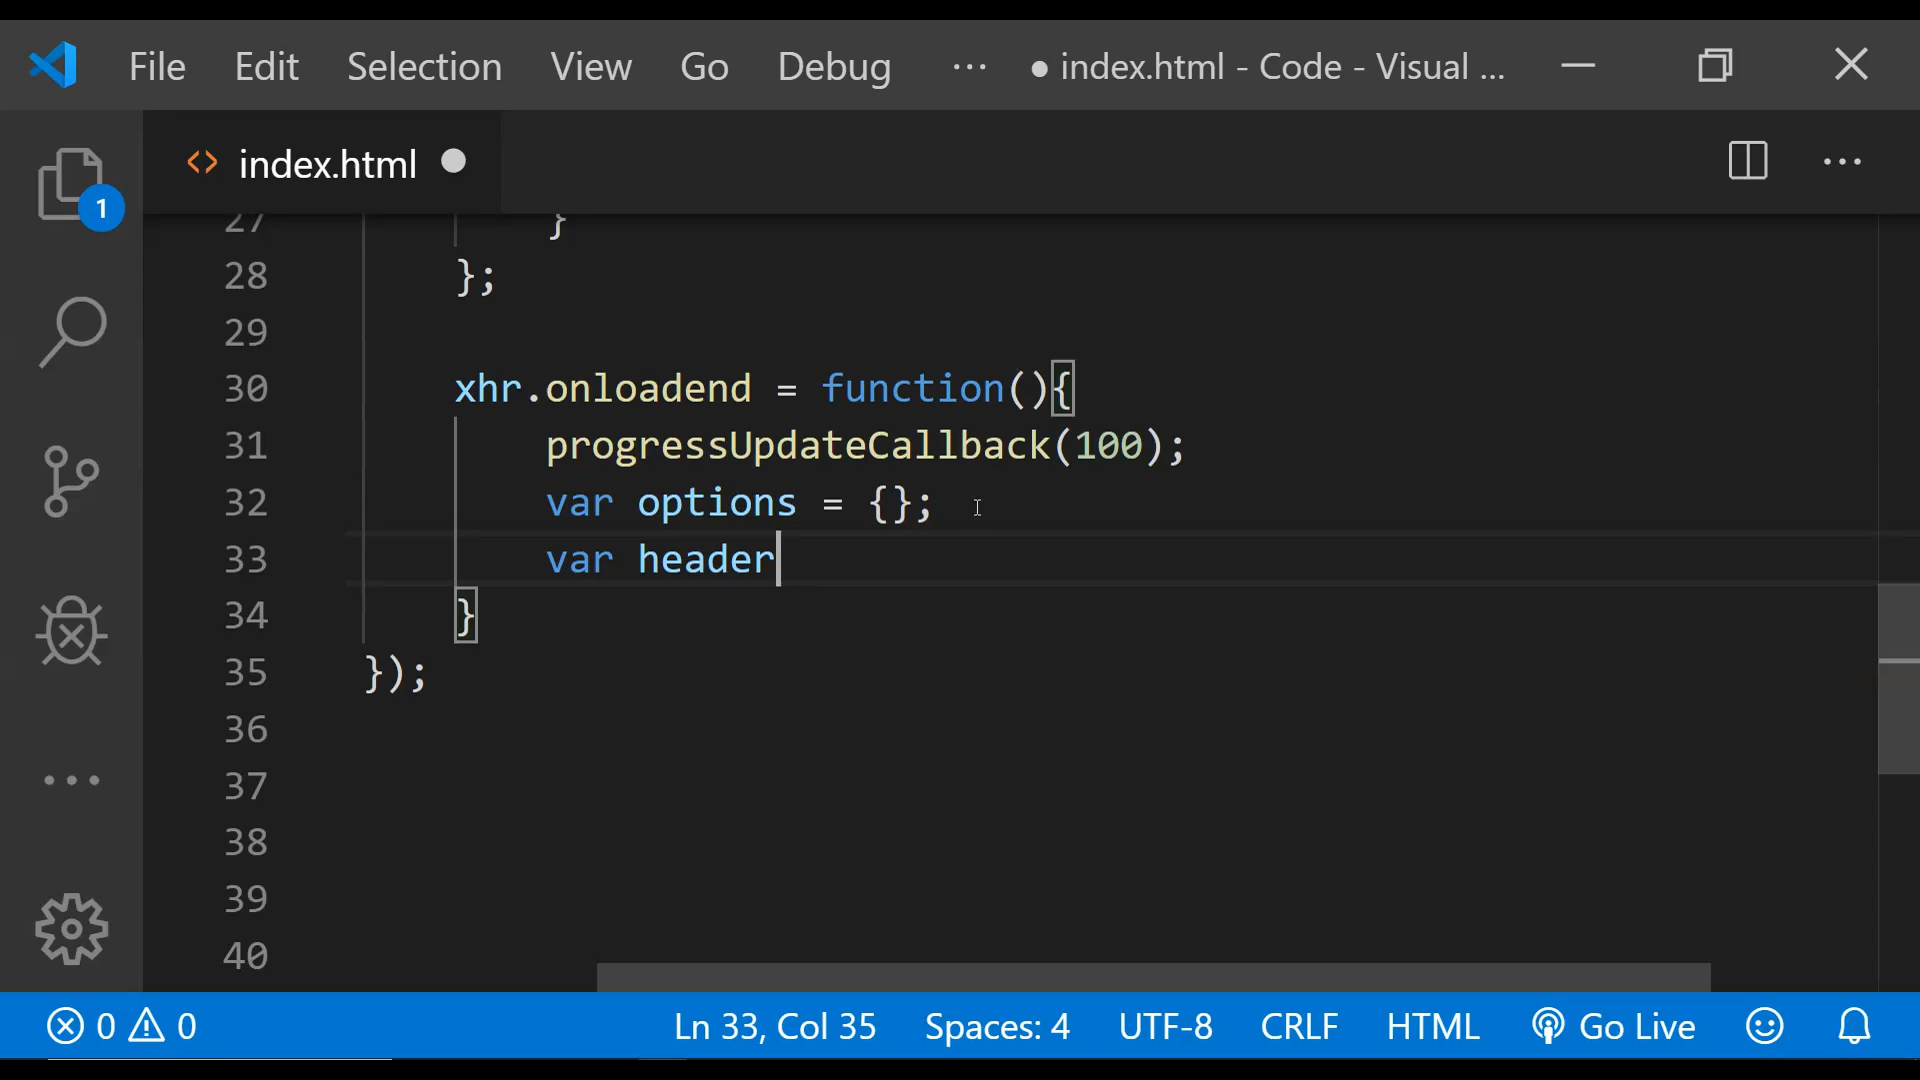 File Edit Selection View Go Debug ··· ● index.html - Code - Visual ...
<> index.html ●
1
27 }
28 };
29
30 xhr.onloadend = function(){
31 progressUpdateCallback(100);
32 var options = {};
33 var header
34 }
35 });
36
37
38
39
40
0 0 Ln 33, Col 35 Spaces: 4 UTF-8 CRLF HTML Go Live